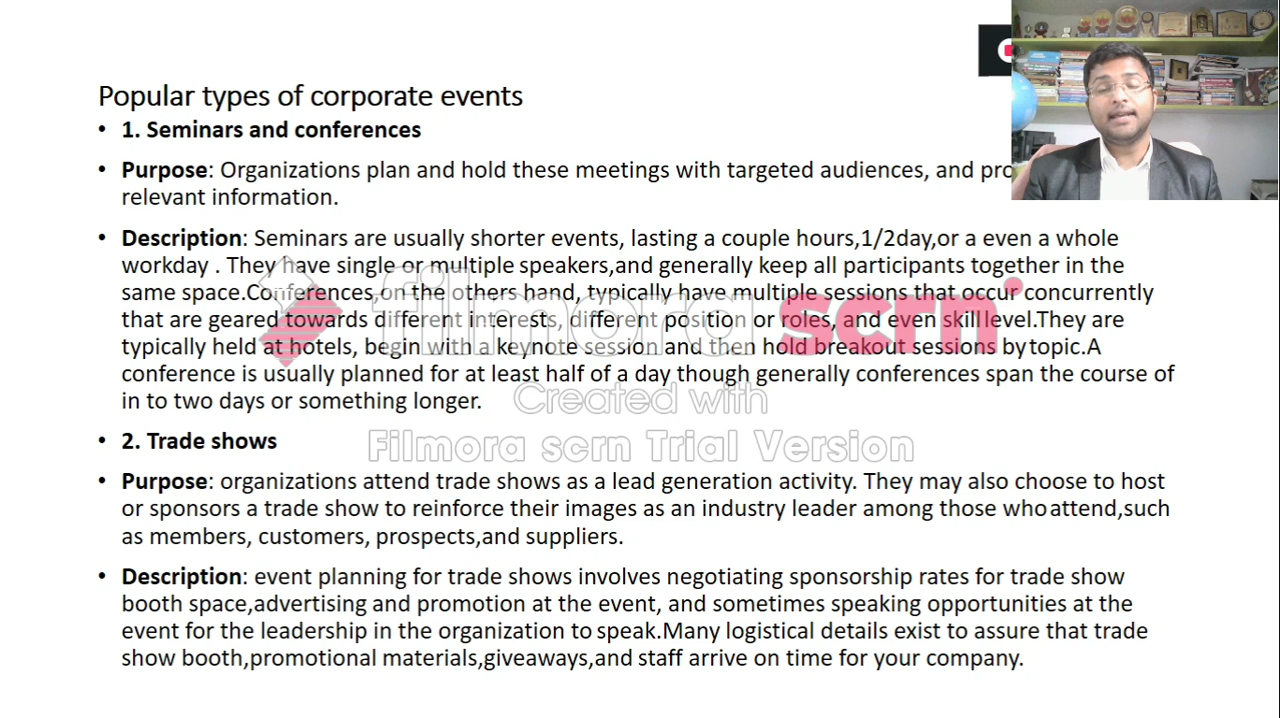 Popular types of corporate events
• 1. Seminars and conferences
• Purpose: Organizations plan and hold these meetings with targeted audiences, and pro
relevant information.
• Description: Seminars are usually shorter events, lasting a couple hours,1/2day,or a even a whole
workday . They have single or multiple speakers,and generally keep all participants together in the
same space.Conferences,on the others hand, typically have multiple sessions that occur concurrently
that are geared towards different interests, different position or roles, and even skill level.They are
typically held at hotels, begin with a keynote session and then hold breakout sessions by topic.A
conference is usually planned for at least half of a day though generally conferences span the course of
in to two days or something longer.
• 2. Trade shows
• Purpose: organizations attend trade shows as a lead generation activity. They may also choose to host
or sponsors a trade show to reinforce their images as an industry leader among those who attend,such
as members, customers, prospects,and suppliers.
• Description: event planning for trade shows involves negotiating sponsorship rates for trade show
booth space,advertising and promotion at the event, and sometimes speaking opportunities at the
event for the leadership in the organization to speak.Many logistical details exist to assure that trade
show booth,promotional materials,giveaways,and staff arrive on time for your company.
filmora scrn
Created with
Filmora scrn Trial Version